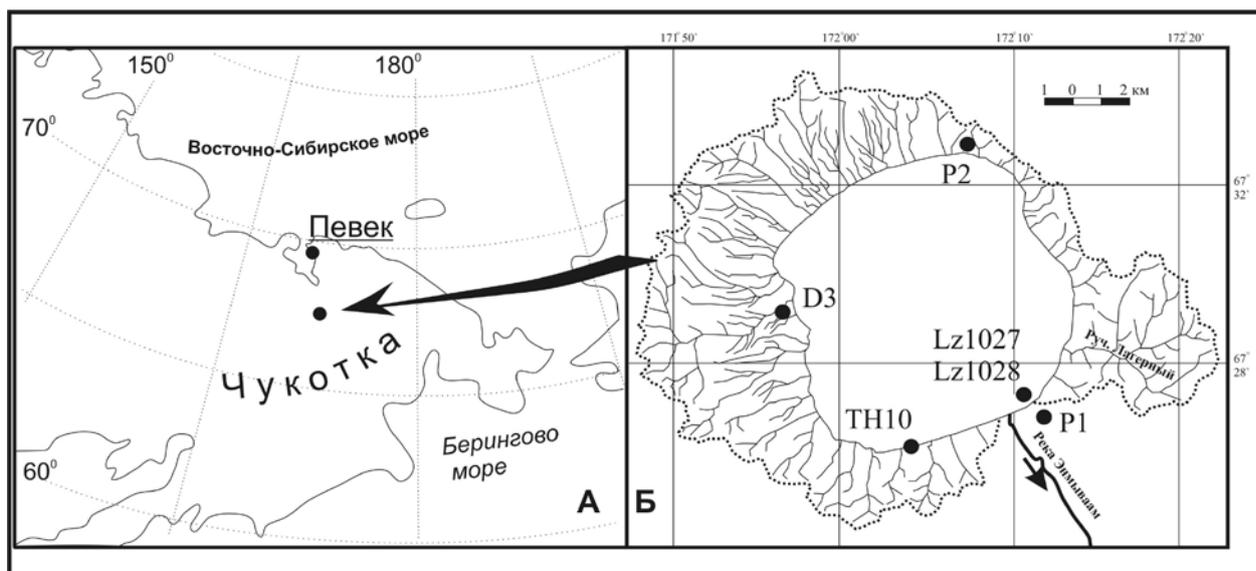 150⁰
180⁰
70⁰
Восточно-Сибирское море
Певек
Чукотка
Берингово
море
60⁰
А
171°50'
172°00'
172°10'
172°20'
1 0 1 2 км
P2
67°
32'
D3
Lz1027
Lz1028
Руч. Лагерный
67°
28'
TH10
P1
Река Энмываам
Б